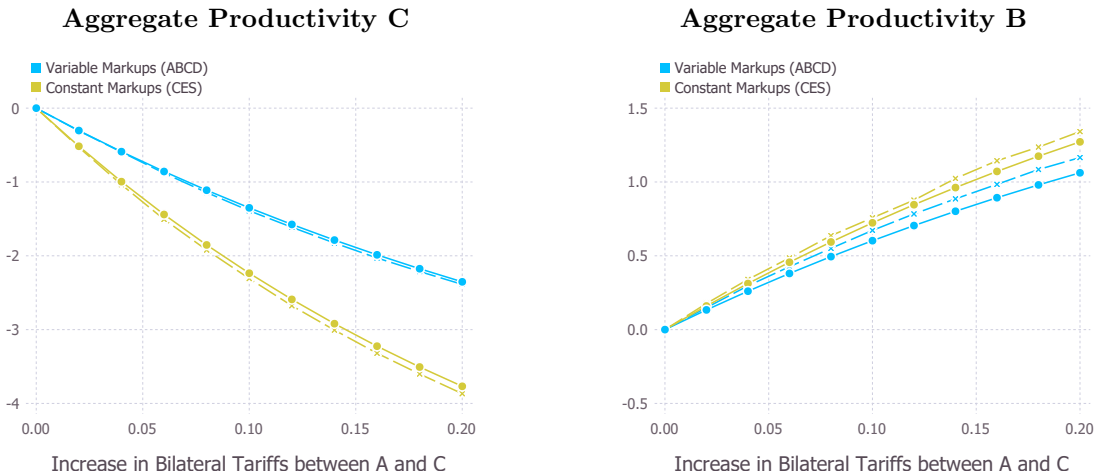 Aggregate Productivity C
Variable Markups (ABCD)
Constant Markups (CES)
0
-1
-2
-3
-4
0.00 0.05 0.10 0.15 0.20
Increase in Bilateral Tariffs between A and C
Aggregate Productivity B
Variable Markups (ABCD)
Constant Markups (CES)
1.5
1.0
0.5
0.0
-0.5
0.00 0.05 0.10 0.15 0.20
Increase in Bilateral Tariffs between A and C